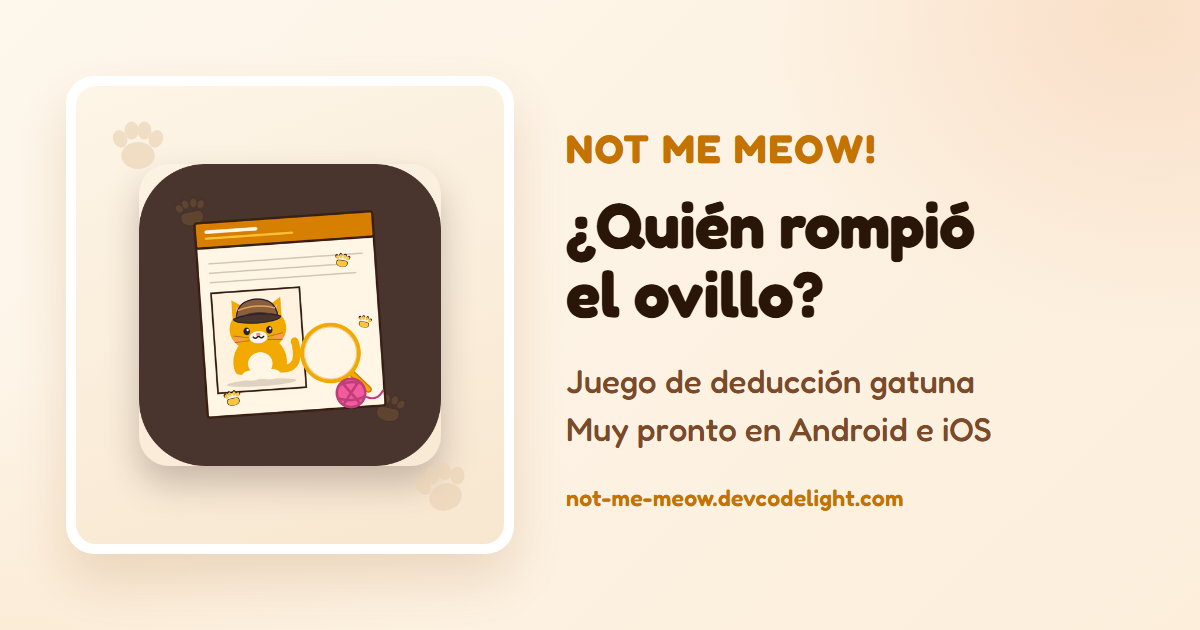 NOT ME MEOW!
¿Quién rompió
el ovillo?
Juego de deducción gatuna
Muy pronto en Android e iOS
not-me-meow.devcodelight.com